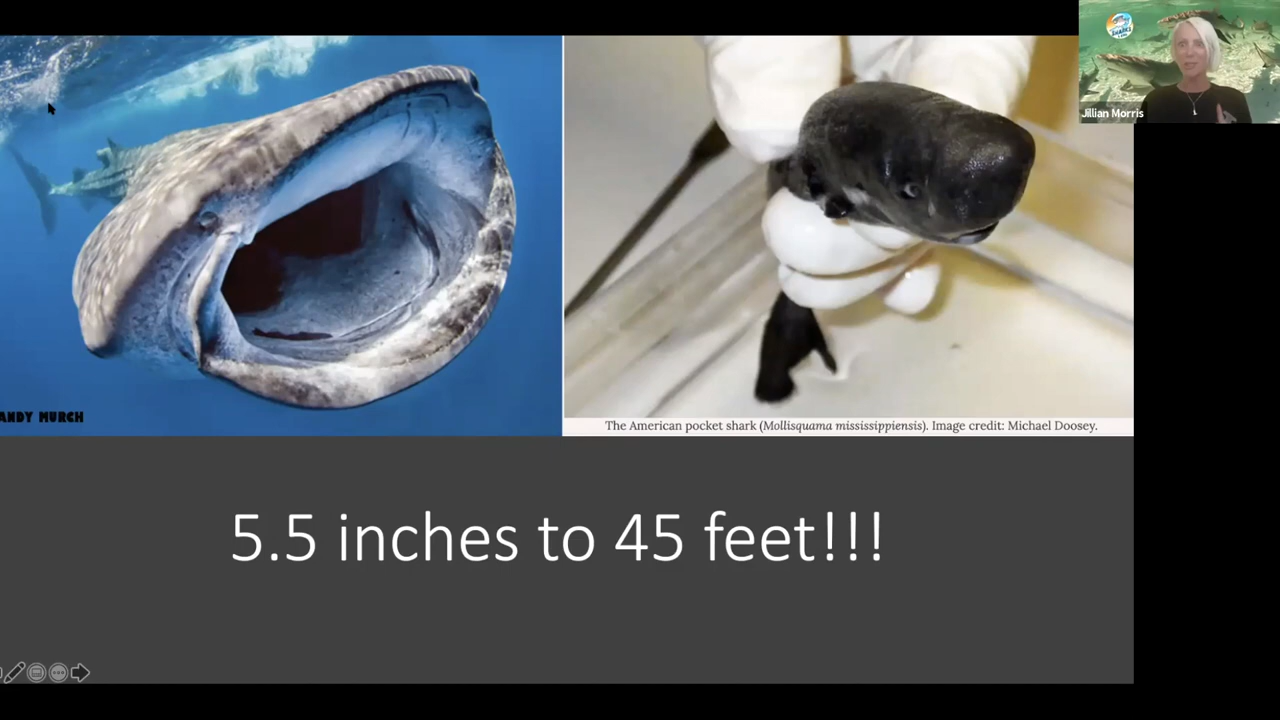 Jillian Morris
ANDY MURCH
The American pocket shark (Mollisquama mississippiensis). Image credit: Michael Doosey.
5.5 inches to 45 feet!!!